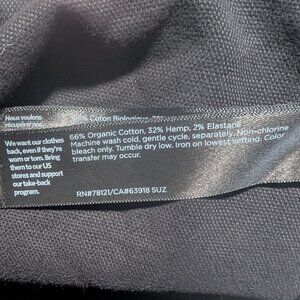 Nous voulons
récupérer nos
We want our clothes
back, even if they're
worn or torn. Bring
them to our US
stores and support
our take-back
program.
66% Coton Biologique,
66% Organic Cotton, 32% Hemp, 2% Elastane
Machine wash cold, gentle cycle, separately. Non-chlorine
bleach only. Tumble dry low. Iron on lowest setting. Color
transfer may occur.
RN#78121/CA#63918 SUZ